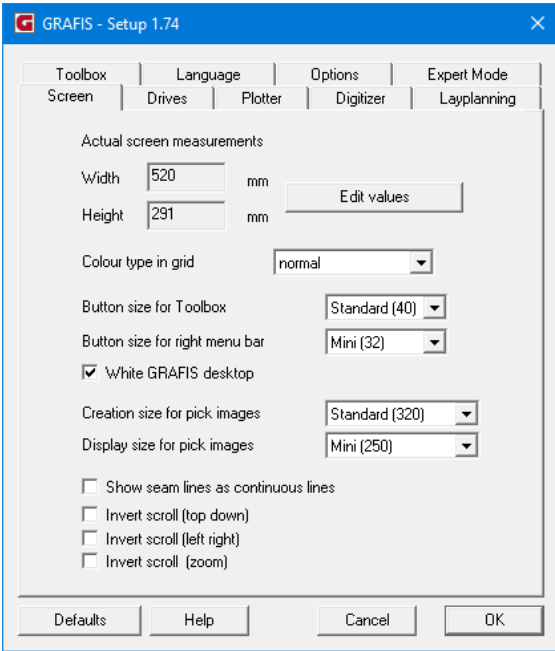 GRAFIS - Setup 1.74
Toolbox Language Options Expert Mode
Screen Drives Plotter Digitizer Layplanning
Actual screen measurements
Width 520 mm
Edit values
Height 291 mm
Colour type in grid normal
Button size for Toolbox Standard (40)
Button size for right menu bar Mini (32)
White GRAFIS desktop
Creation size for pick images Standard (320)
Display size for pick images Mini (250)
Show seam lines as continuous lines
Invert scroll (top down)
Invert scroll (left right)
Invert scroll (zoom)
Defaults Help Cancel OK